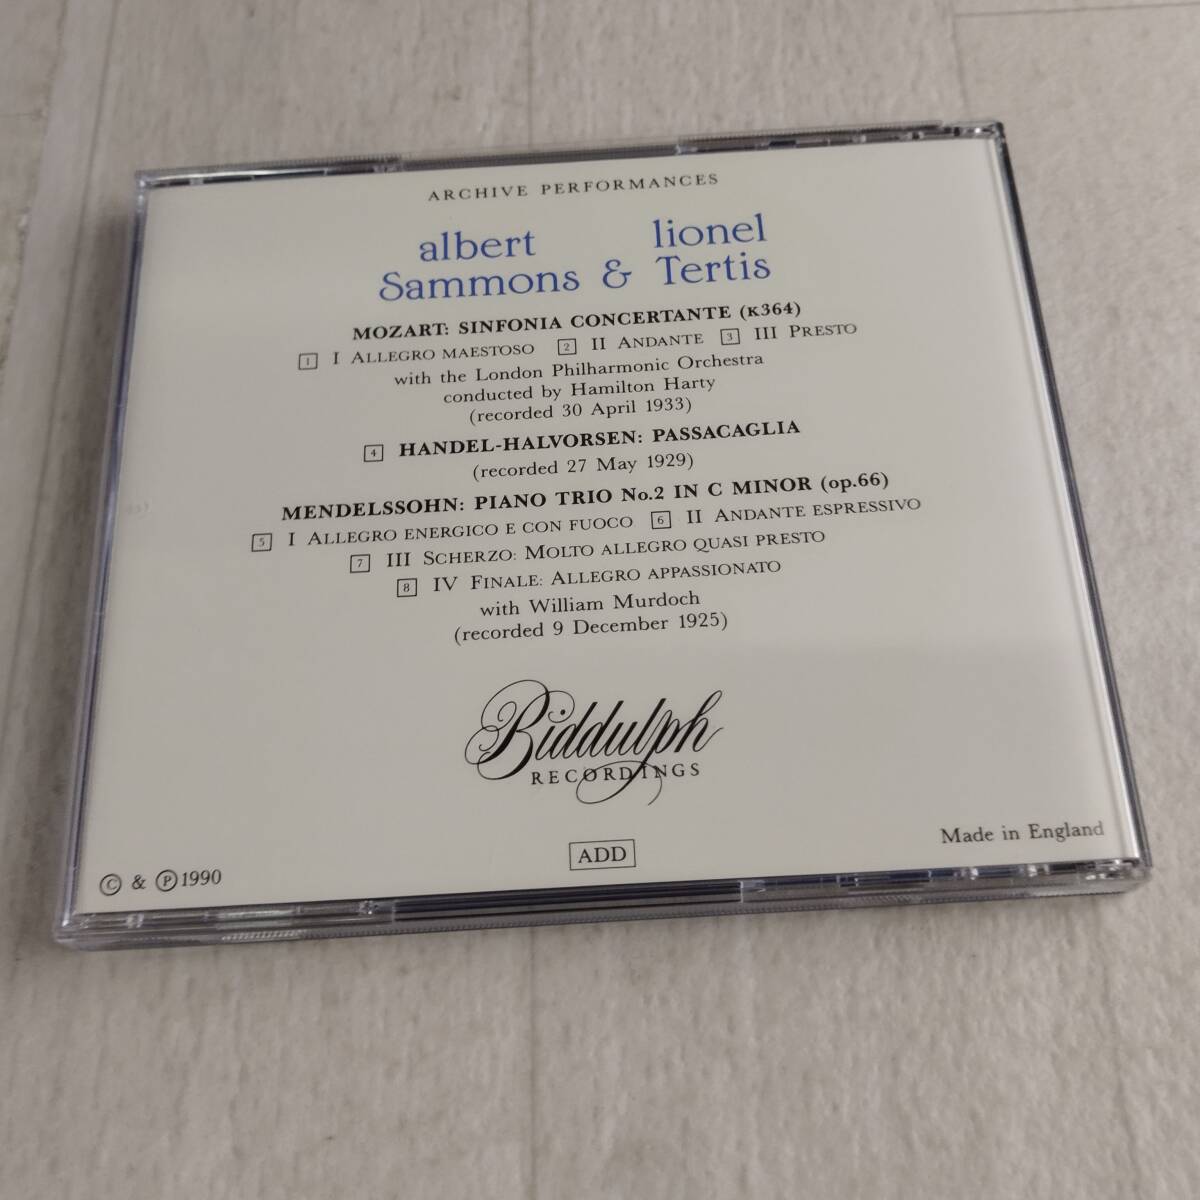 ARCHIVE PERFORMANCES
albert lionel
Sammons & Tertis
MOZART: SINFONIA CONCERTANTE (K364)
1 I ALLEGRO MAESTOSO 2 II ANDANTE 3 III PRESTO
with the London Philharmonic Orchestra
conducted by Hamilton Harty
(recorded 30 April 1933)
4 HANDEL-HALVORSEN: PASSACAGLIA
(recorded 27 May 1929)
MENDELSSOHN: PIANO TRIO No.2 IN C MINOR (op.66)
5 I ALLEGRO ENERGICO E CON FUOCO 6 II ANDANTE ESPRESSIVO
7 III SCHERZO: MOLTO ALLEGRO QUASI PRESTO
8 IV FINALE: ALLEGRO APPASSIONATO
with William Murdoch
(recorded 9 December 1925)
Biddulph
RECORDINGS
ADD
Made in England
© & ℗ 1990